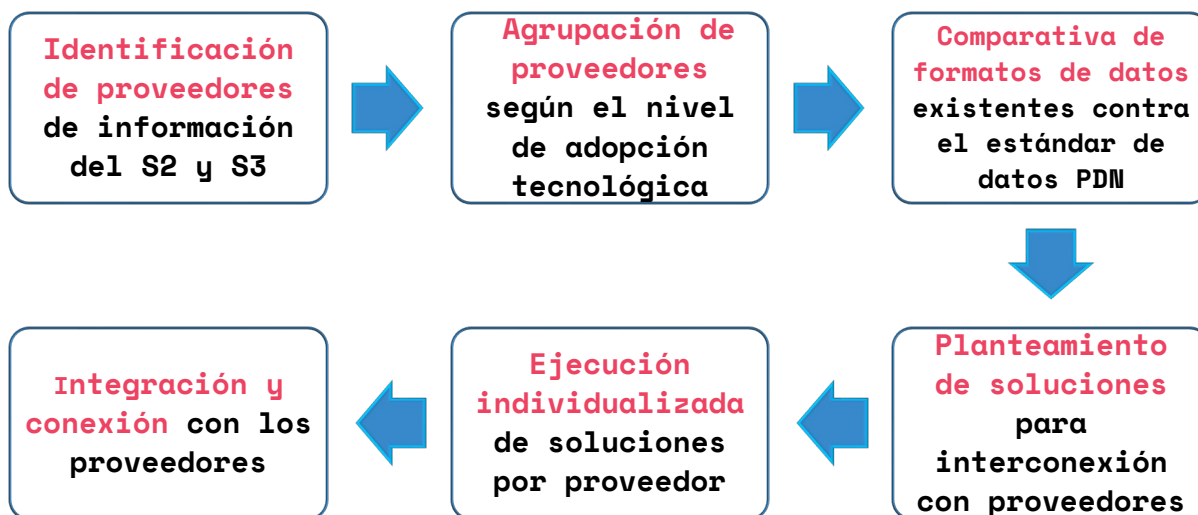 Identificación
de proveedores
de información
del S2 y S3
Agrupación de
proveedores
según el nivel
de adopción
tecnológica
Comparativa de
formatos de datos
existentes contra
el estándar de
datos PDN
Planteamiento
de soluciones
para
interconexión
con proveedores
Ejecución
individualizada
de soluciones
por proveedor
Integración y
conexión con los
proveedores